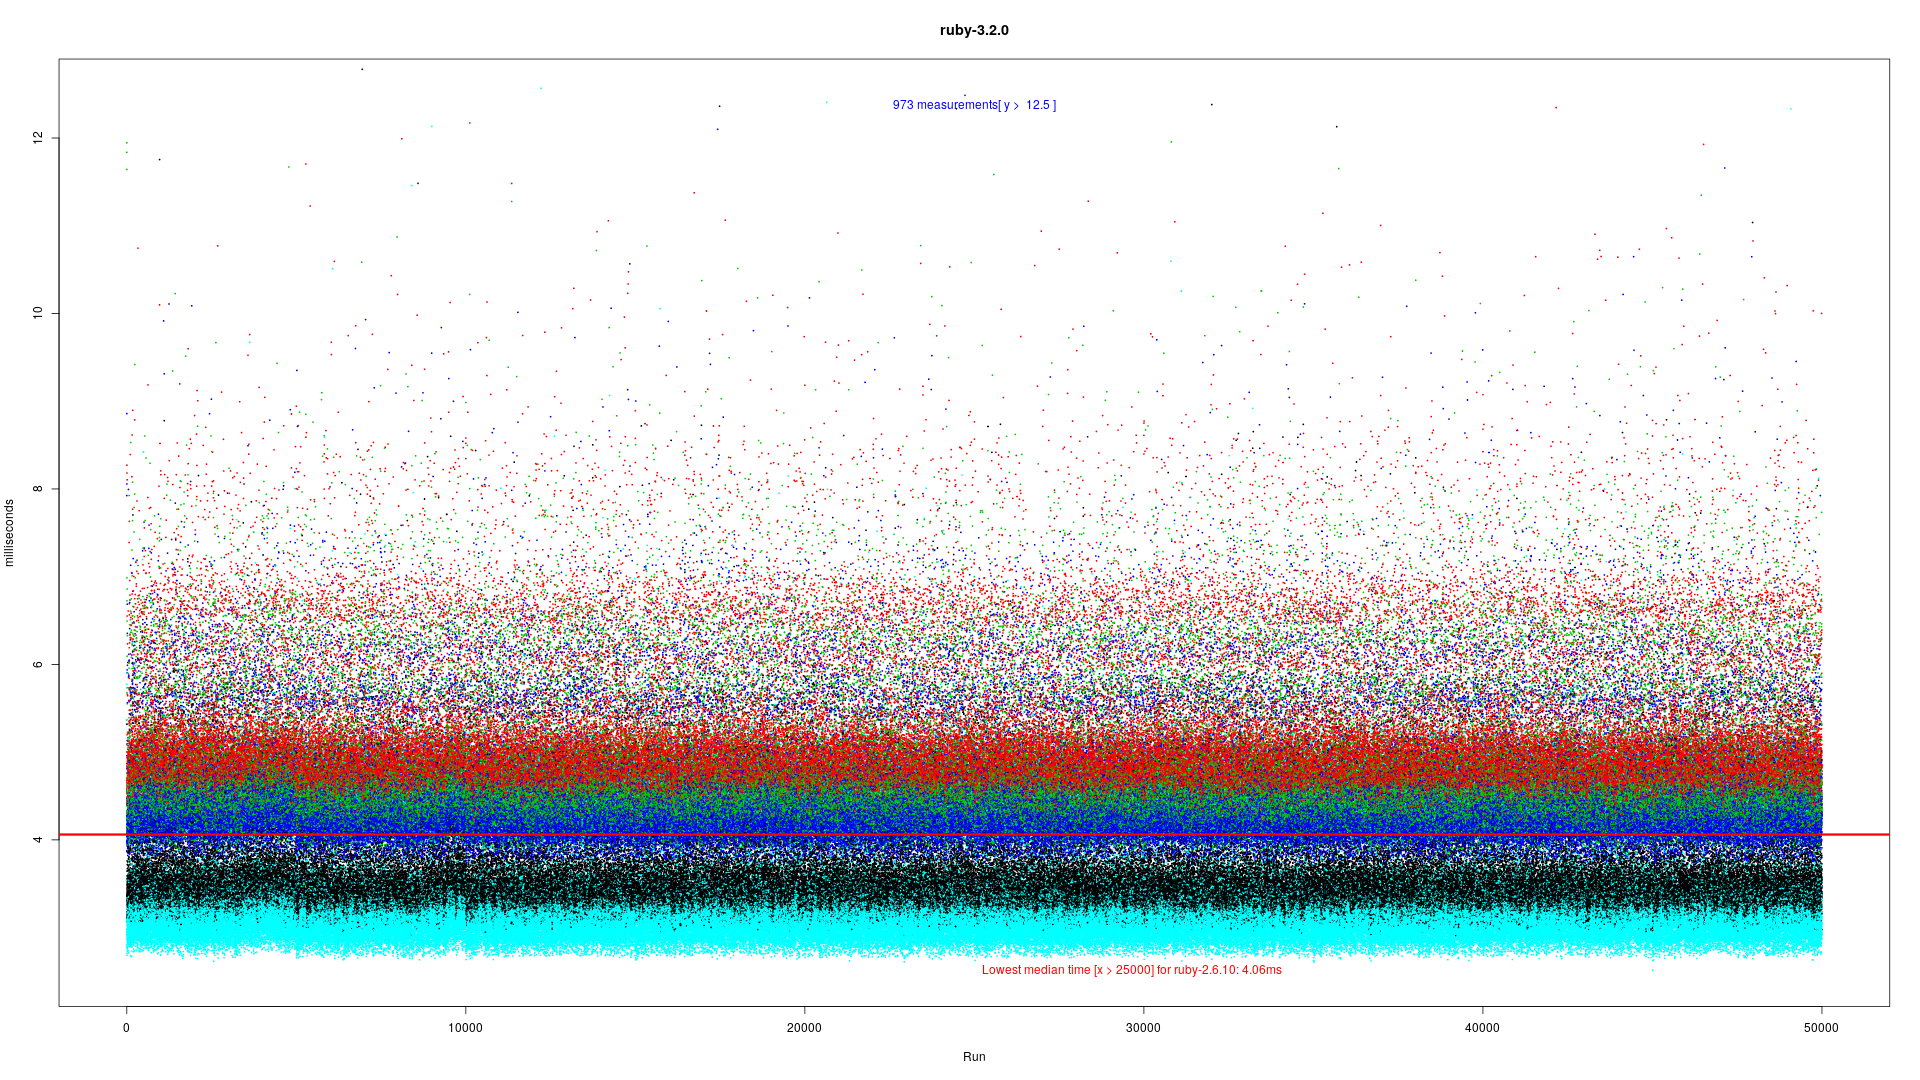 ruby-3.2.0
973 measurements[ y > 12.5 ]
12
10
8
6
4
milliseconds
Lowest median time [x > 25000] for ruby-2.6.10: 4.06ms
0 10000 20000 30000 40000 50000
Run